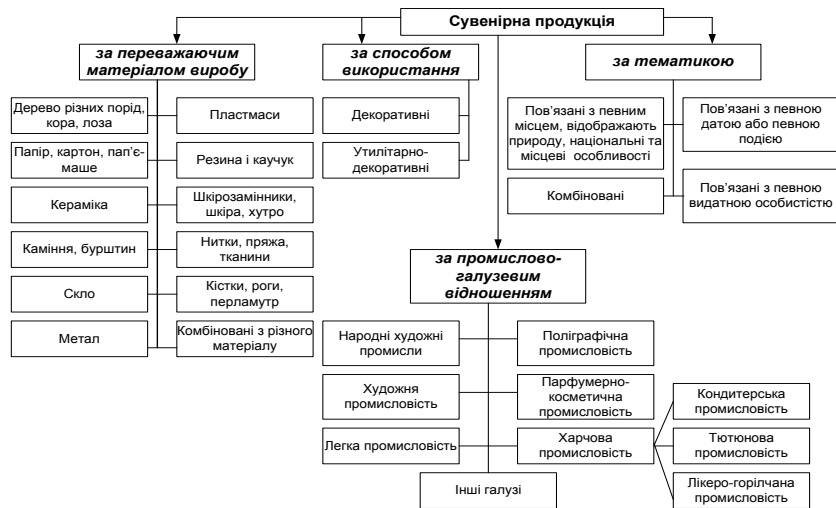 Сувенірна продукція
за переважаючим
матеріалом виробу
за способом
використання
за тематикою
Дерево різних порід,
кора, лоза
Пластмаси
Папір, картон, пап'є-
маше
Резина і каучук
Кераміка
Шкірозамінники,
шкіра, хутро
Каміння, бурштин
Нитки, пряжа,
тканини
Скло
Кістки, роги,
перламутр
Метал
Комбіновані з різного
матеріалу
Декоративні
Утилітарно-
декоративні
Пов'язані з певним
місцем, відображають
природу, національні та
місцеві особливості
Пов'язані з певною
датою або певною
подією
Комбіновані
Пов'язані з певною
видатною особистістю
за промислово-
галузевим
відношенням
Народні художні
промисли
Поліграфічна
промисловість
Художня
промисловість
Парфумерно-
косметична
промисловість
Легка промисловість
Харчова
промисловість
Інші галузі
Кондитерська
промисловість
Тютюнова
промисловість
Лікеро-горілчана
промисловість